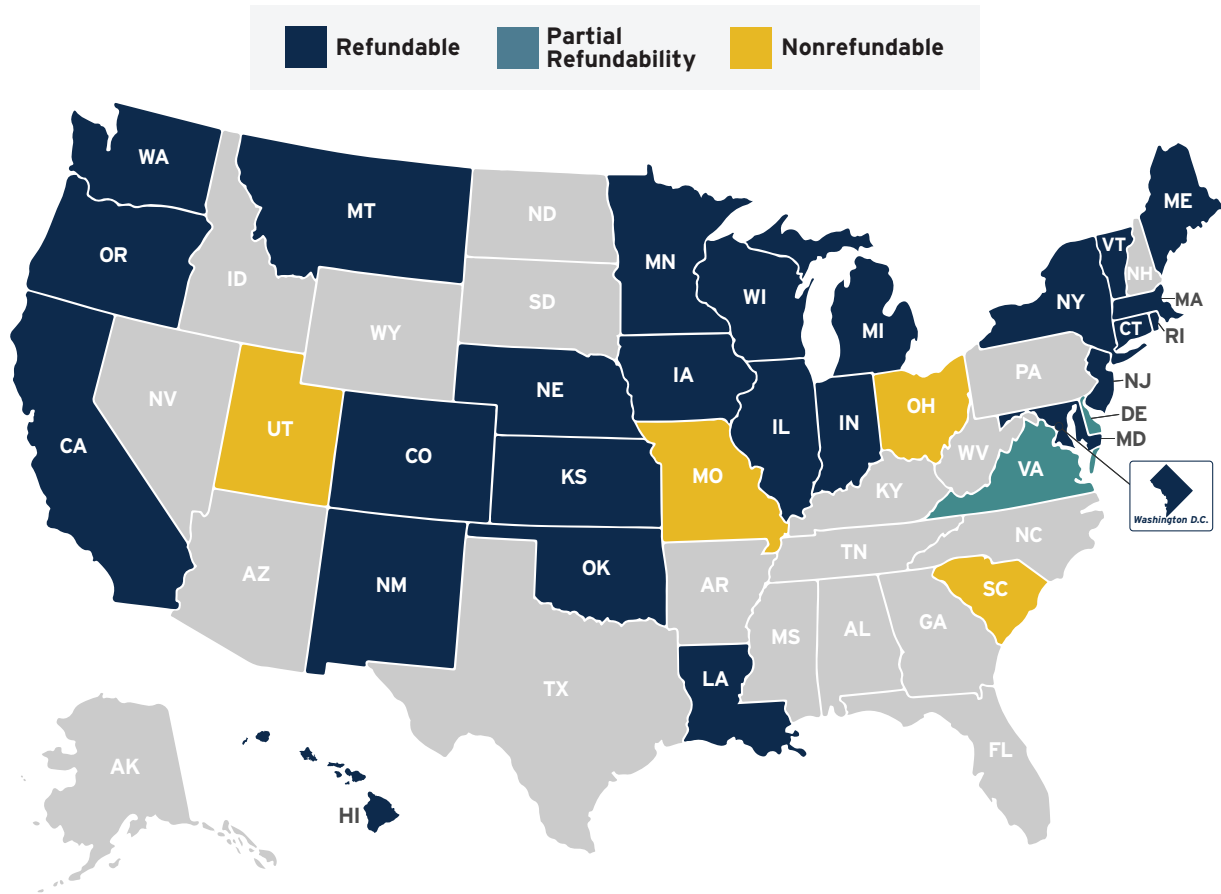 Refundable
Partial
Refundability
Nonrefundable
WA
MT
ND
MN
ME
OR
ID
SD
WI
VT
NH
WY
MI
NY
MA
CT
RI
NV
UT
NE
IA
PA
NJ
CA
CO
IL
IN
OH
DE
MD
KS
MO
WV
VA
KY
Washington D.C.
AZ
NM
OK
AR
TN
NC
SC
MS
AL
GA
TX
LA
FL
AK
HI